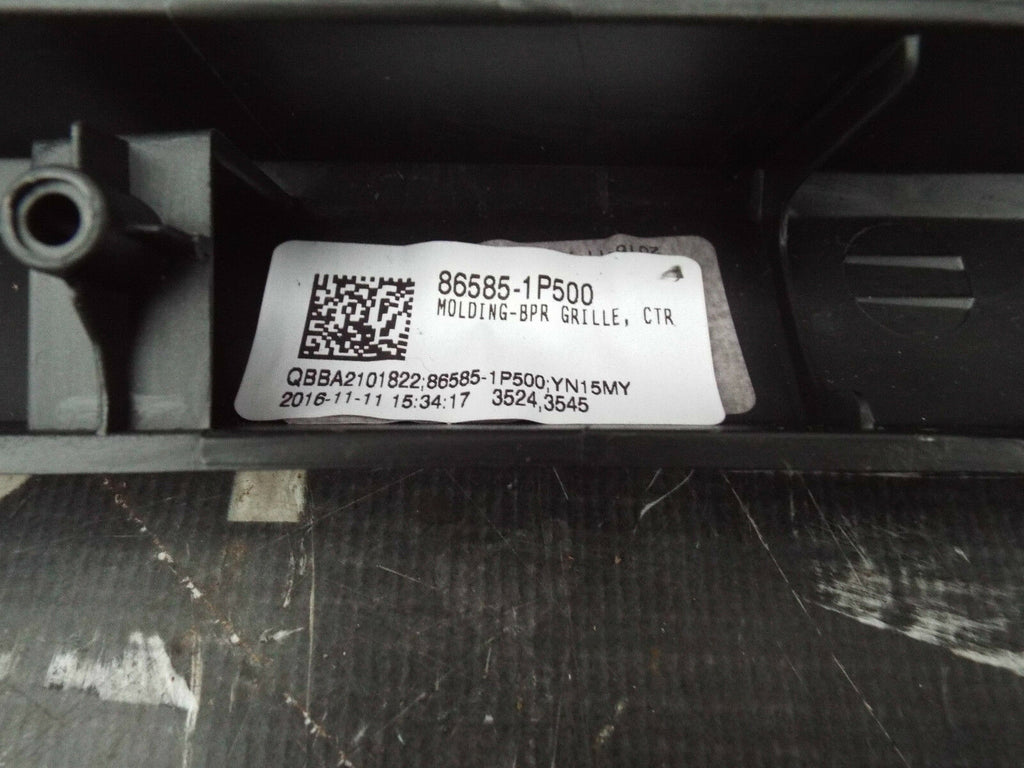 86585-1P500
MOLDING-BPR GRILLE, CTR
QBBA2101822;86585-1P500;YN15MY
2016-11-11 15:34:17 3524,3545